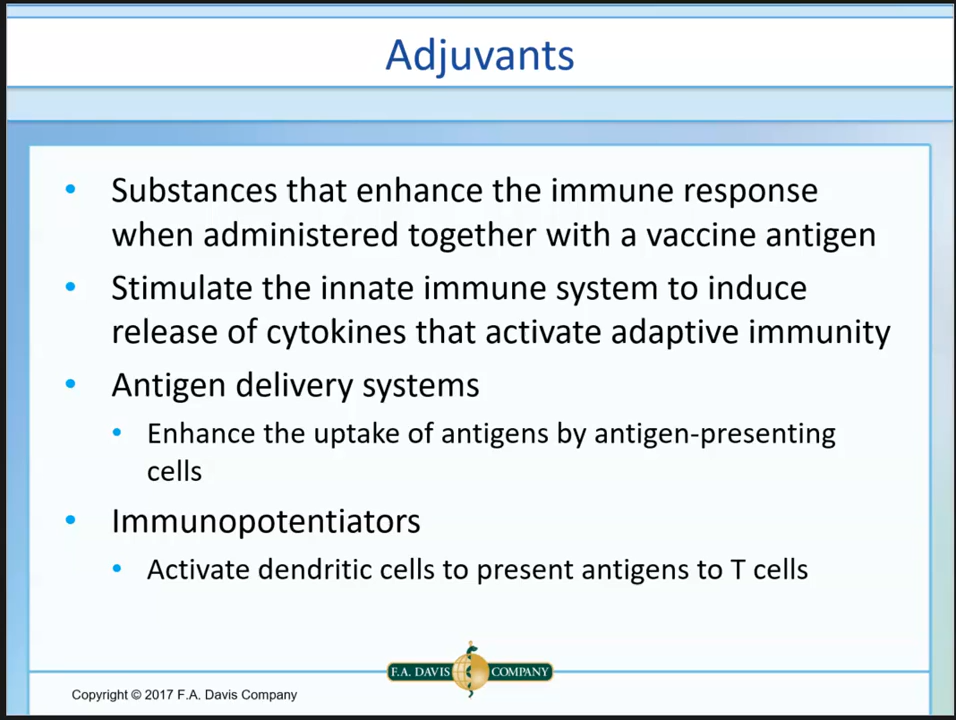 Adjuvants
• Substances that enhance the immune response
when administered together with a vaccine antigen
• Stimulate the innate immune system to induce
release of cytokines that activate adaptive immunity
• Antigen delivery systems
• Enhance the uptake of antigens by antigen-presenting
cells
• Immunopotentiators
• Activate dendritic cells to present antigens to T cells
F.A. DAVIS COMPANY
Copyright © 2017 F.A. Davis Company